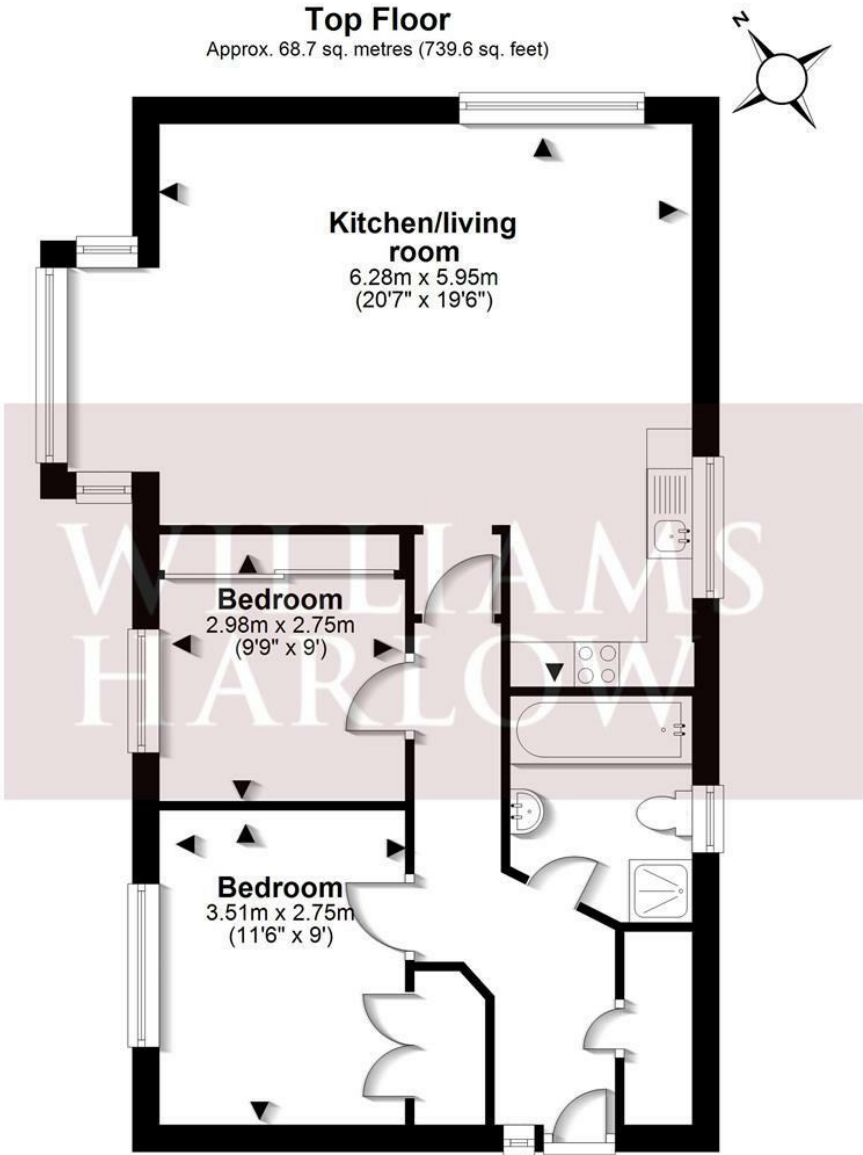 Top Floor
Approx. 68.7 sq. metres (739.6 sq. feet)
N
Kitchen/living
room
6.28m x 5.95m
(20'7" x 19'6")
WILLIAMS
HARLOW
Bedroom
2.98m x 2.75m
(9'9" x 9')
Bedroom
3.51m x 2.75m
(11'6" x 9')